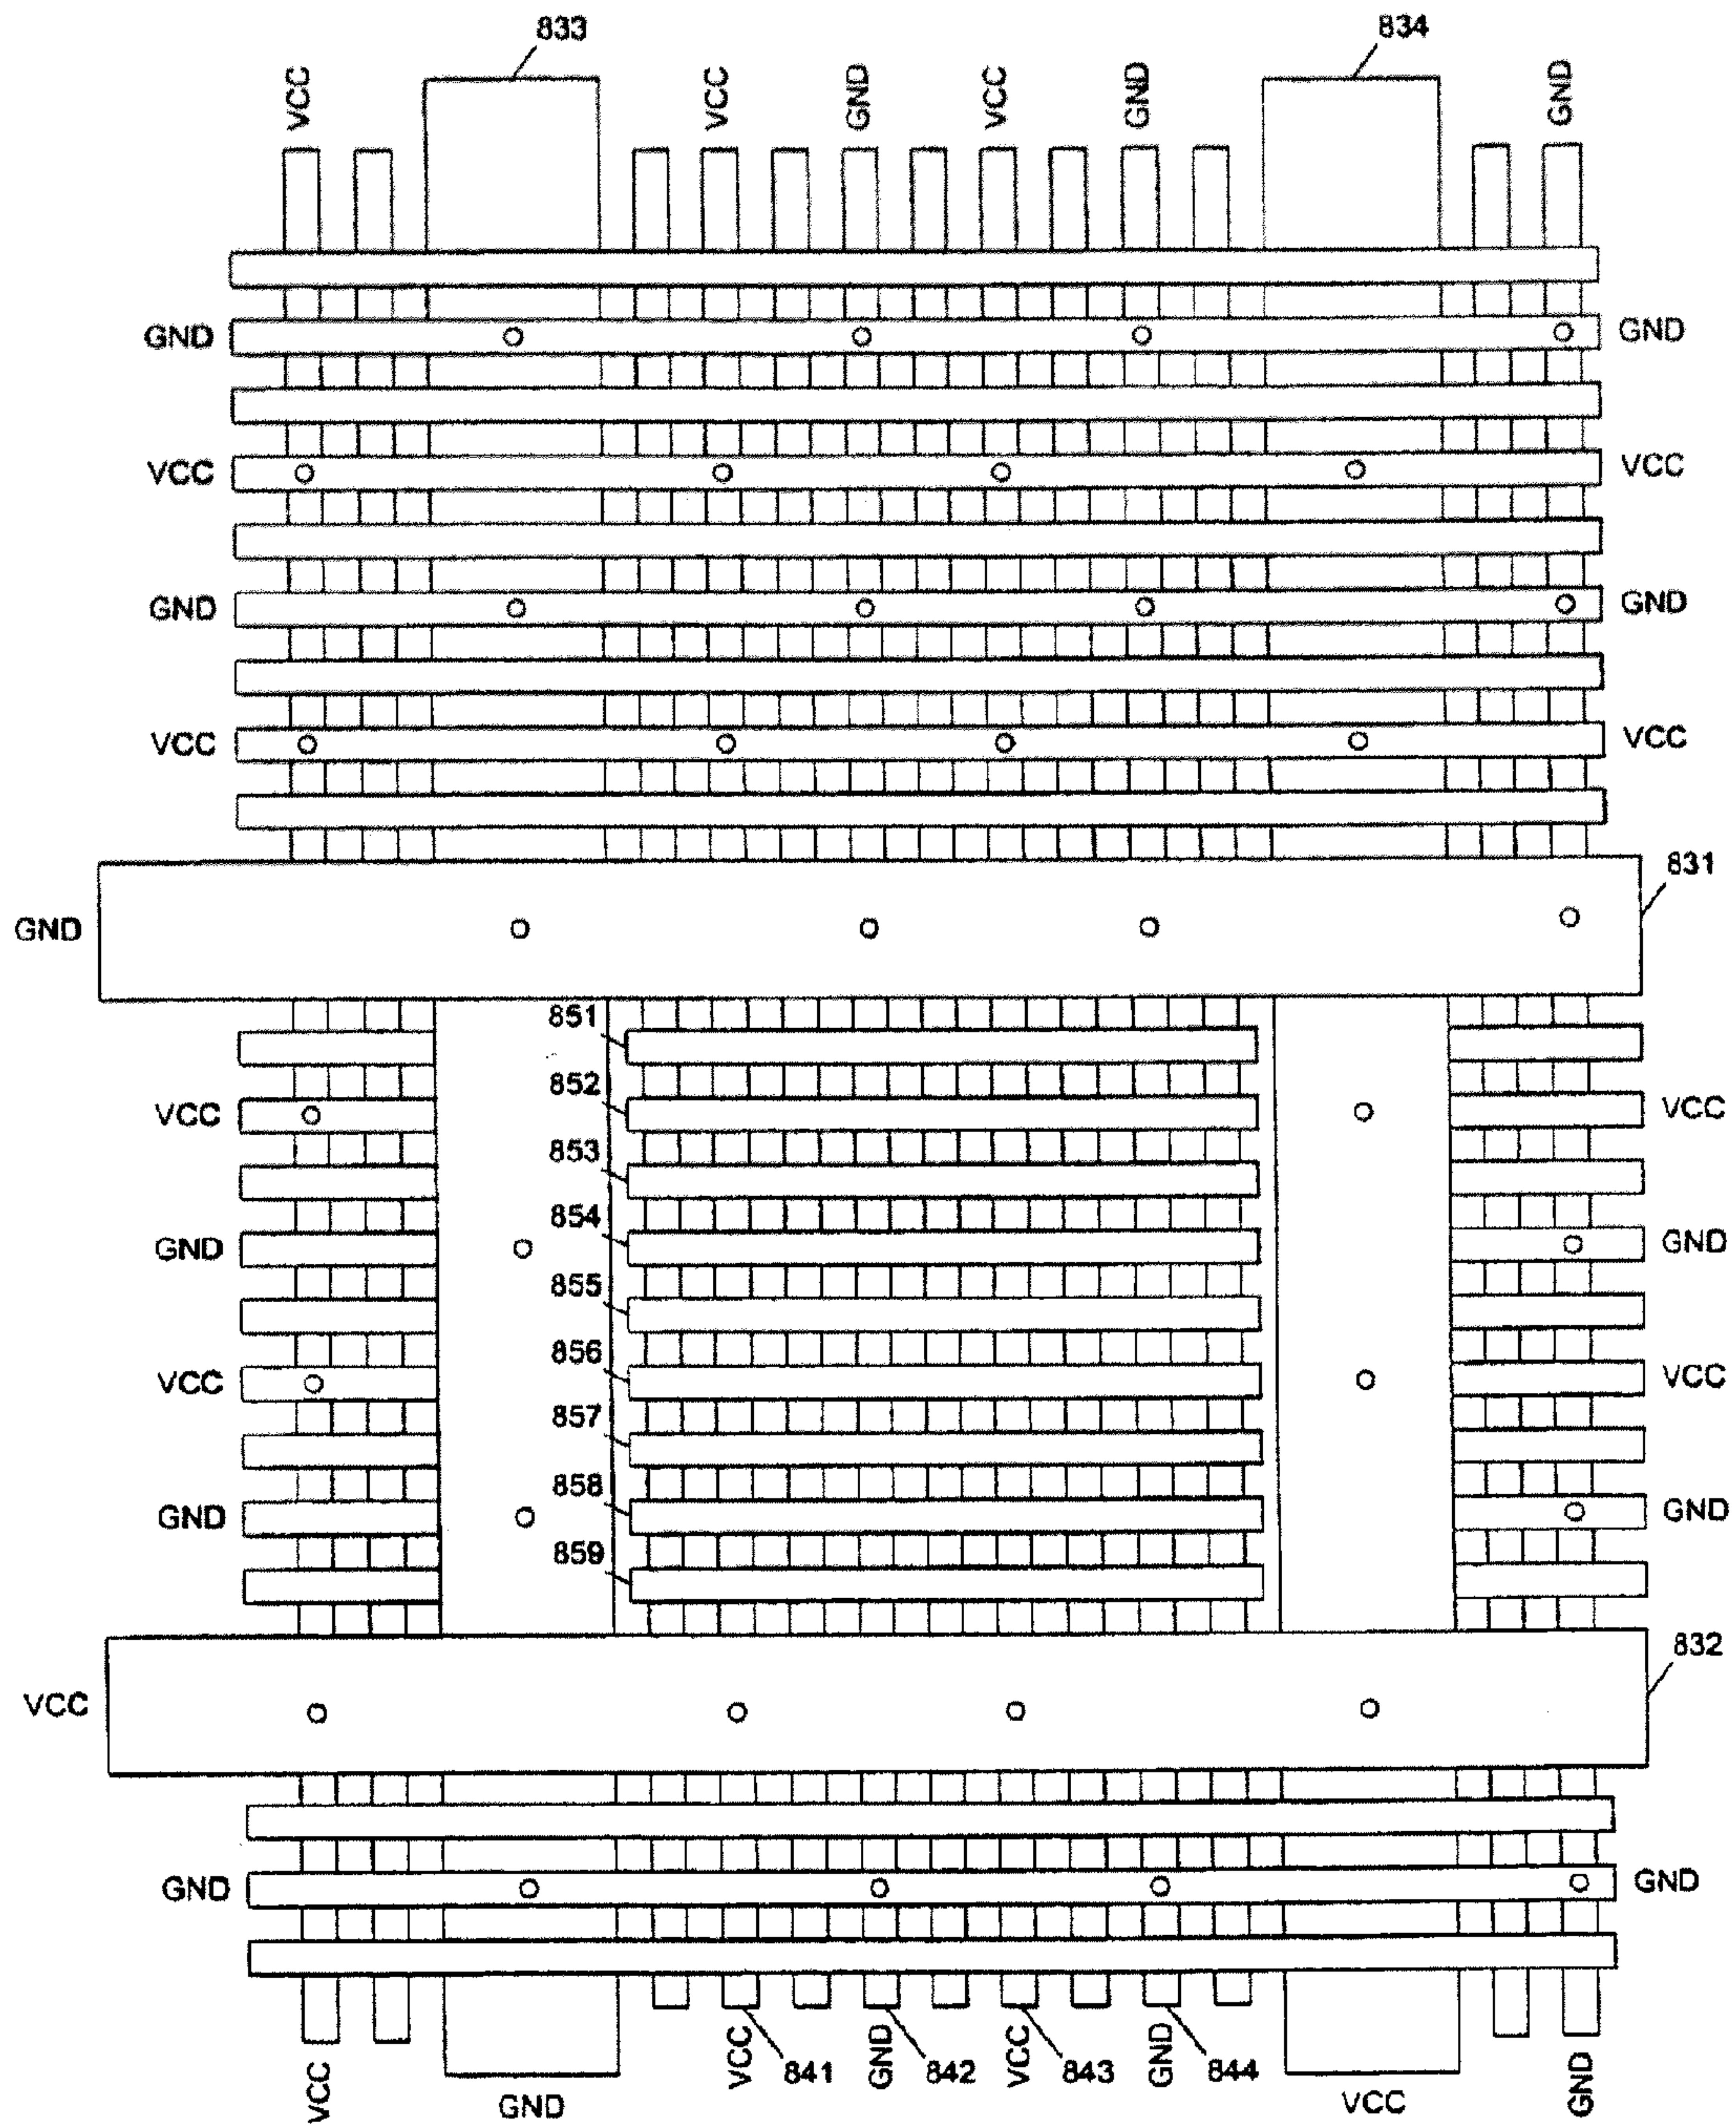 833 834
VCC VCC GND VCC GND GND
GND GND
VCC VCC
GND GND
VCC VCC
831
GND
851
852
VCC VCC
853
854
GND GND
855
856
VCC VCC
857
858
GND GND
859
832
VCC
GND GND
VCC GND VCC 841 GND 842 VCC 843 GND 844 VCC GND